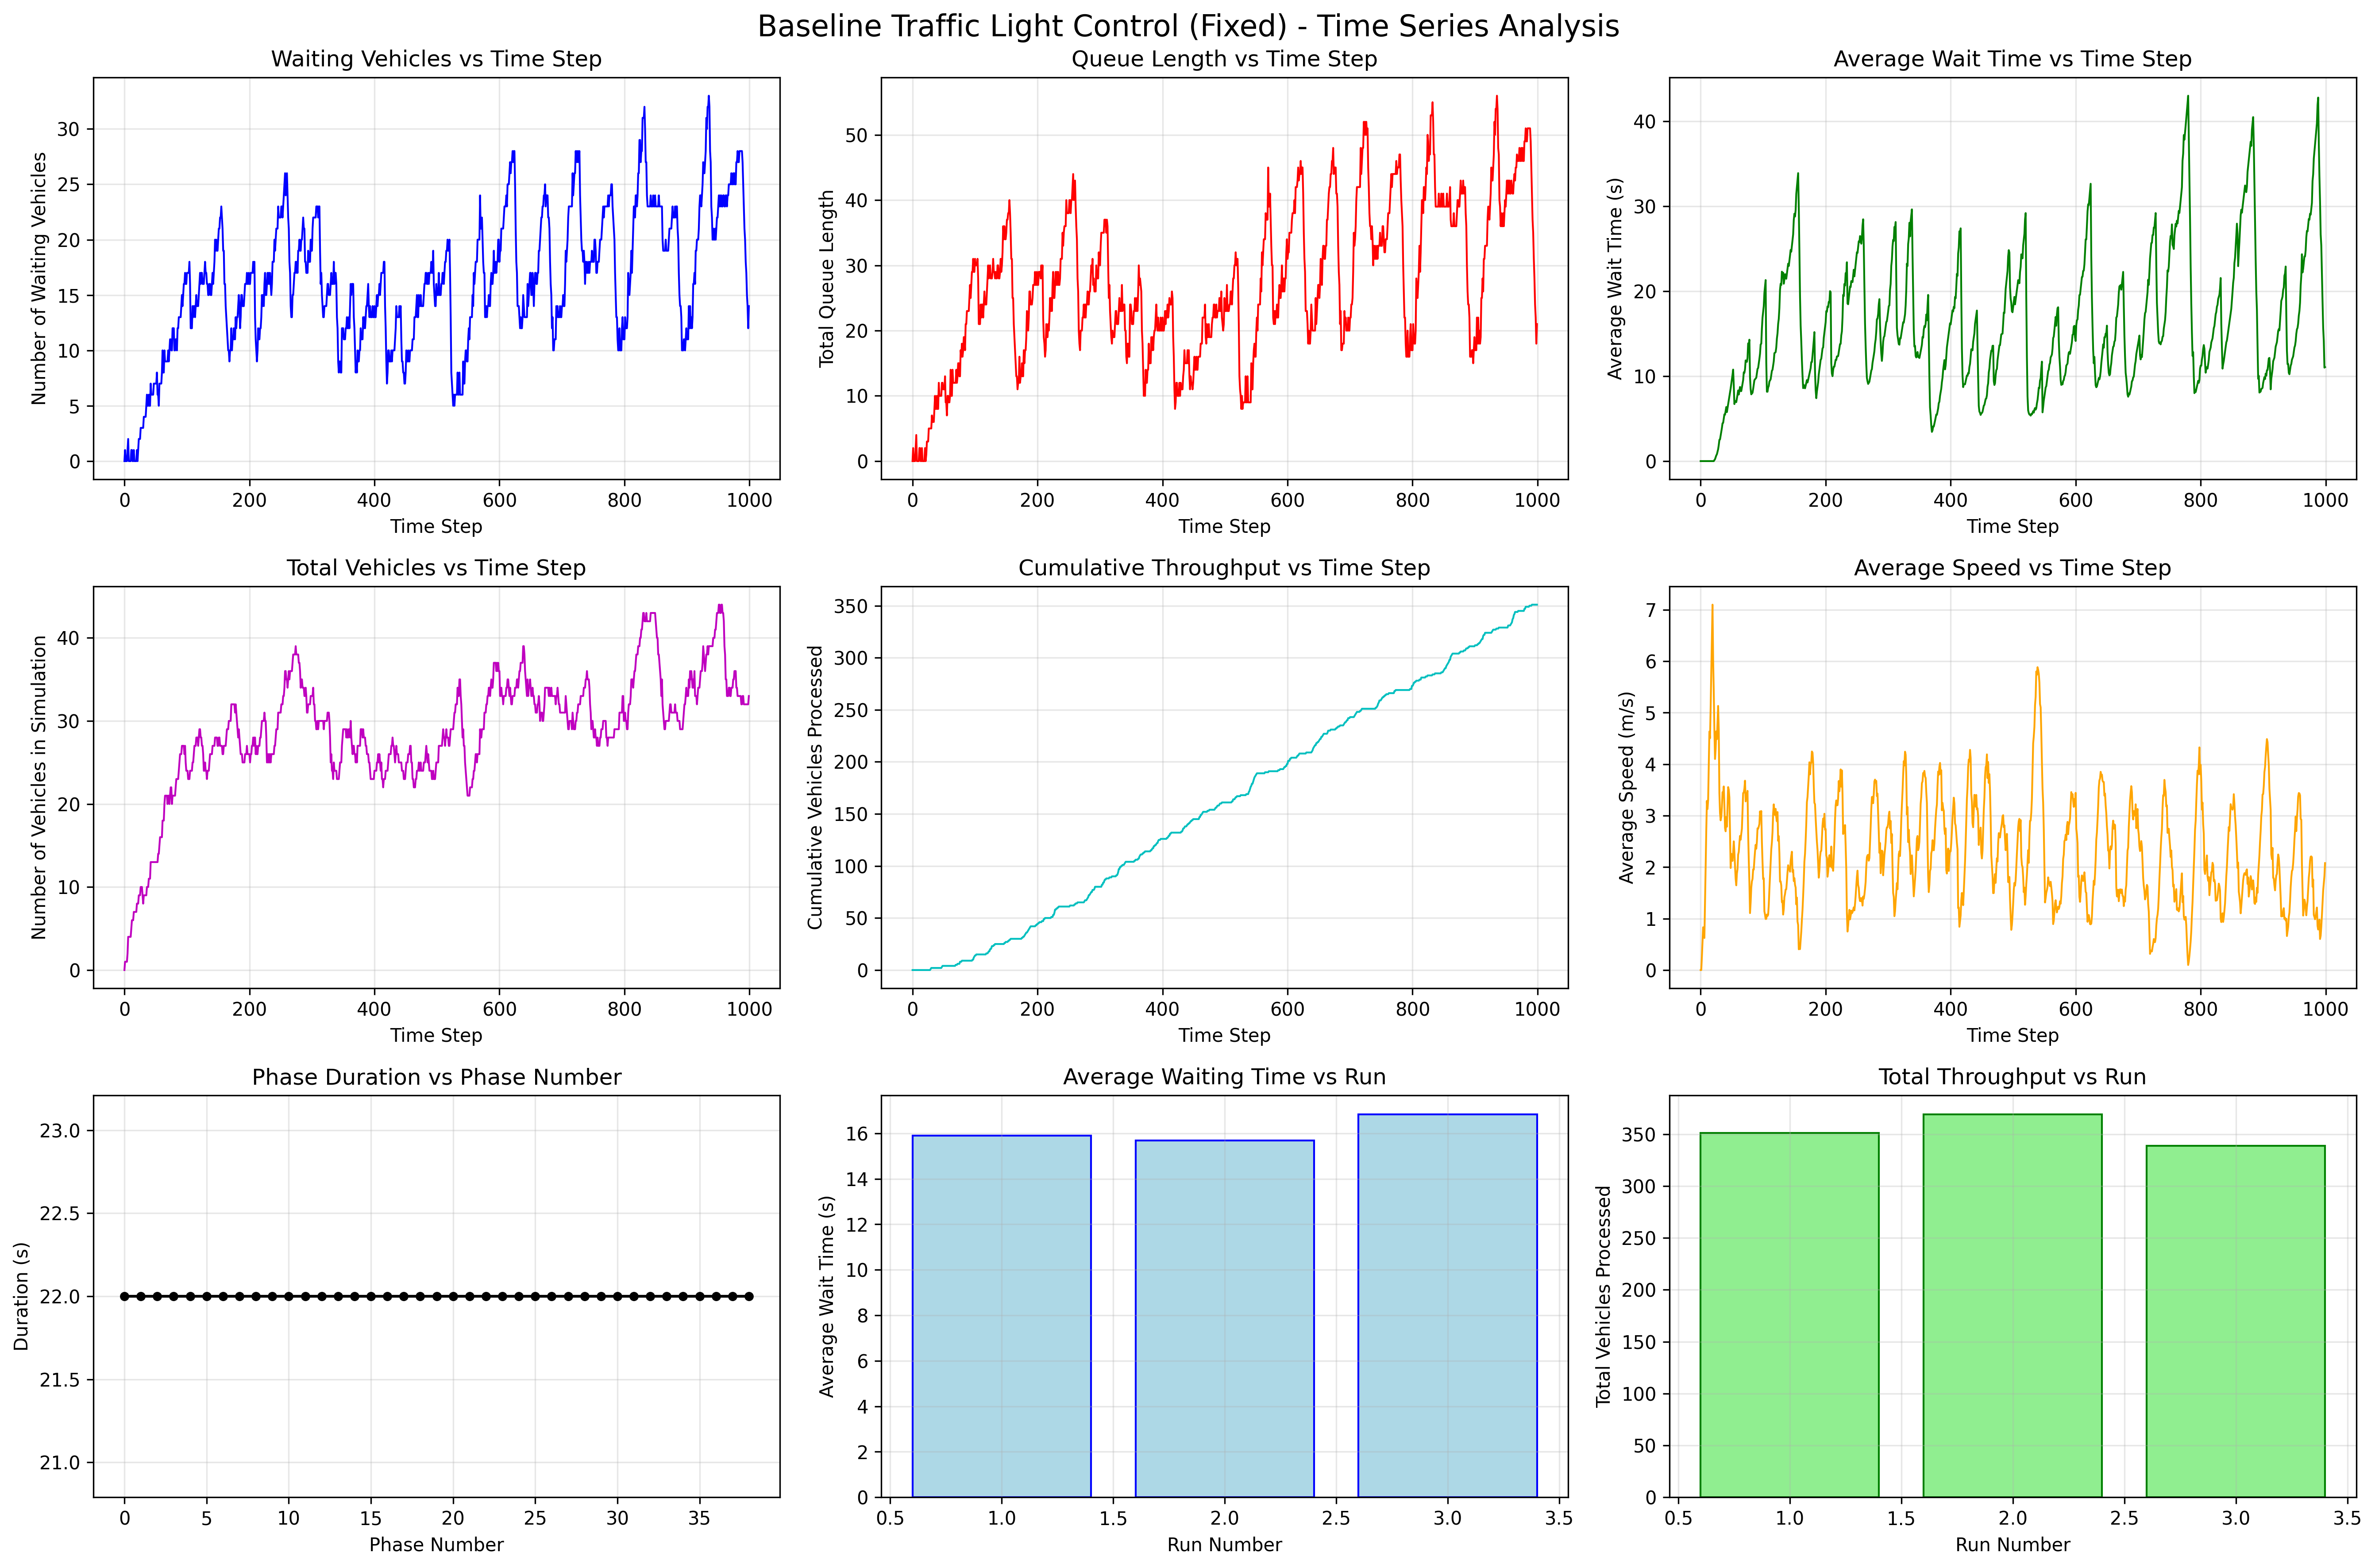 Baseline Traffic Light Control (Fixed) - Time Series Analysis
Waiting Vehicles vs Time Step
Number of Waiting Vehicles
30
25
20
15
10
5
0
0 200 400 600 800 1000
Time Step
Queue Length vs Time Step
Total Queue Length
50
40
30
20
10
0
0 200 400 600 800 1000
Time Step
Average Wait Time vs Time Step
Average Wait Time (s)
40
30
20
10
0
0 200 400 600 800 1000
Time Step
Total Vehicles vs Time Step
Number of Vehicles in Simulation
40
30
20
10
0
0 200 400 600 800 1000
Time Step
Cumulative Throughput vs Time Step
Cumulative Vehicles Processed
350
300
250
200
150
100
50
0
0 200 400 600 800 1000
Time Step
Average Speed vs Time Step
Average Speed (m/s)
7
6
5
4
3
2
1
0
0 200 400 600 800 1000
Time Step
Phase Duration vs Phase Number
Duration (s)
23.0
22.5
22.0
21.5
21.0
0 5 10 15 20 25 30 35
Phase Number
Average Waiting Time vs Run
Average Wait Time (s)
16
14
12
10
8
6
4
2
0
0.5 1.0 1.5 2.0 2.5 3.0 3.5
Run Number
Total Throughput vs Run
Total Vehicles Processed
350
300
250
200
150
100
50
0
0.5 1.0 1.5 2.0 2.5 3.0 3.5
Run Number